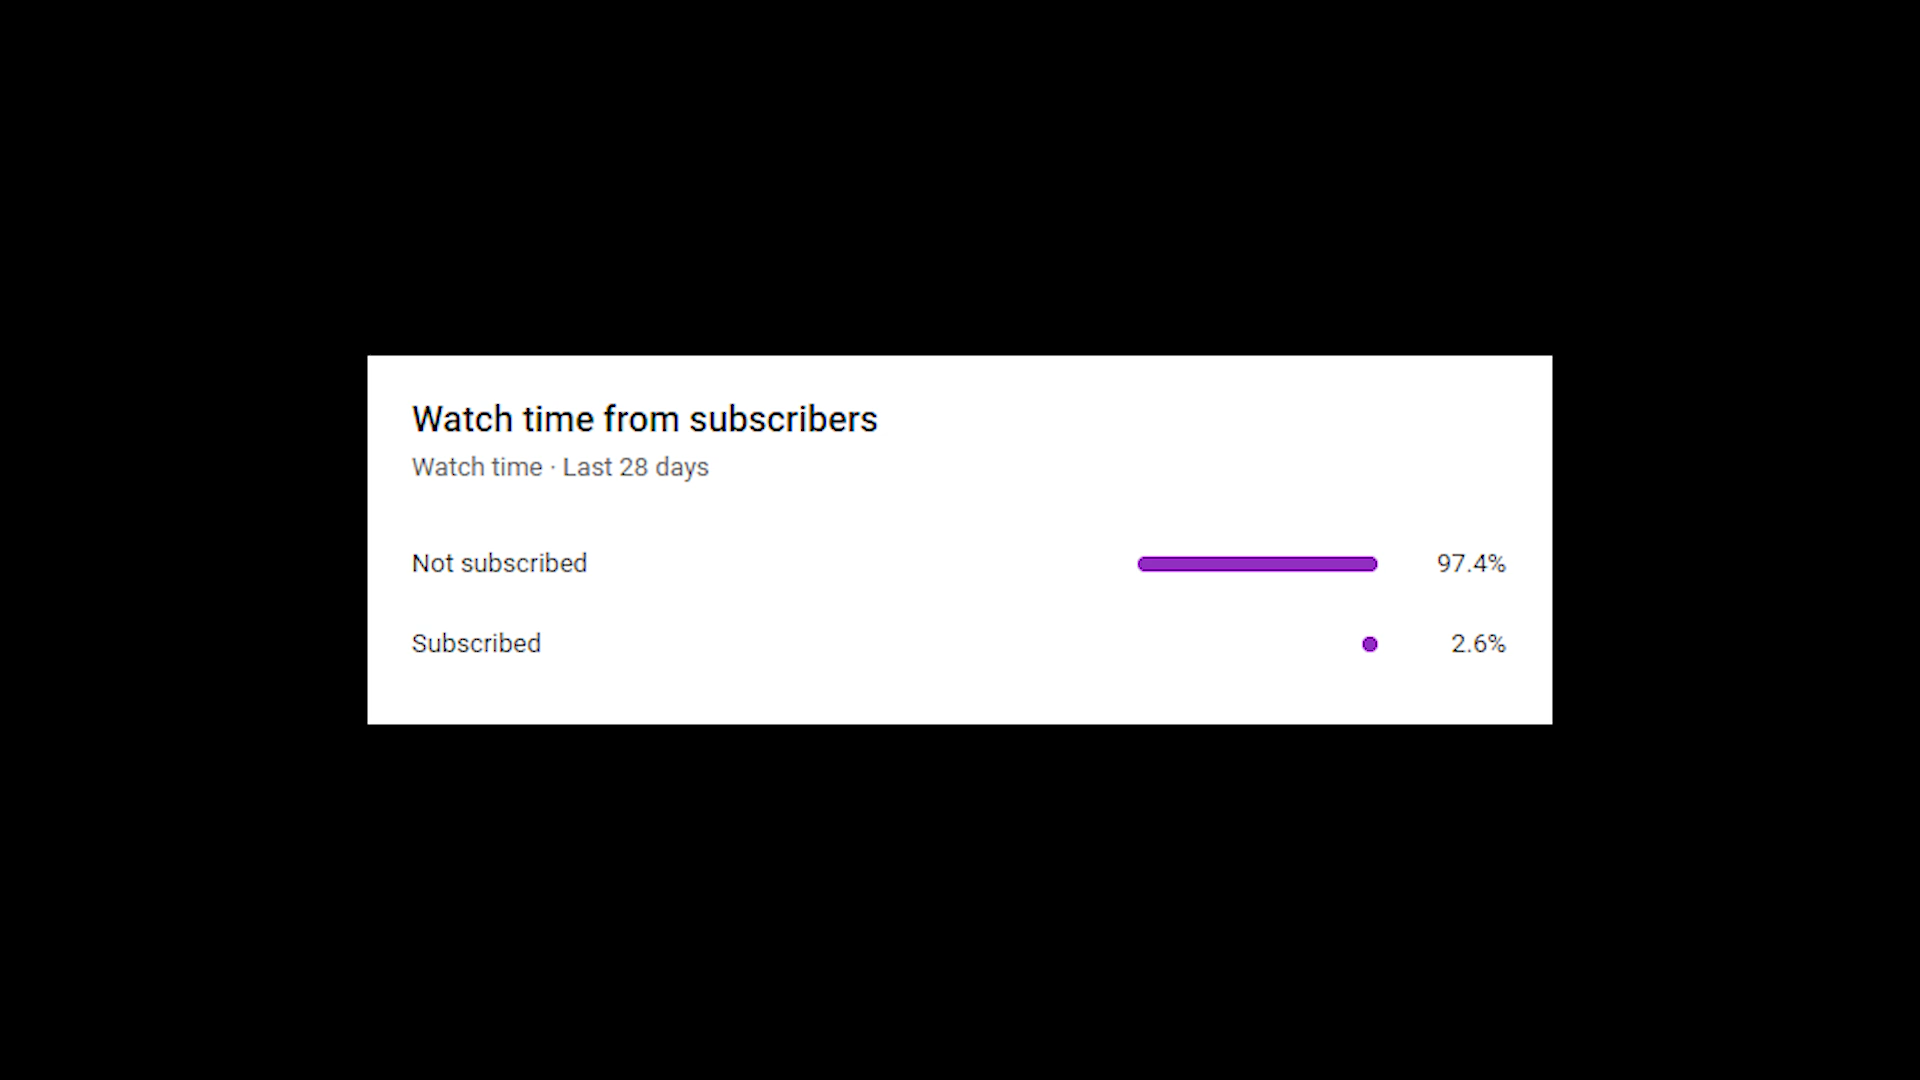 Watch time from subscribers
Watch time · Last 28 days
Not subscribed 97.4%
Subscribed 2.6%